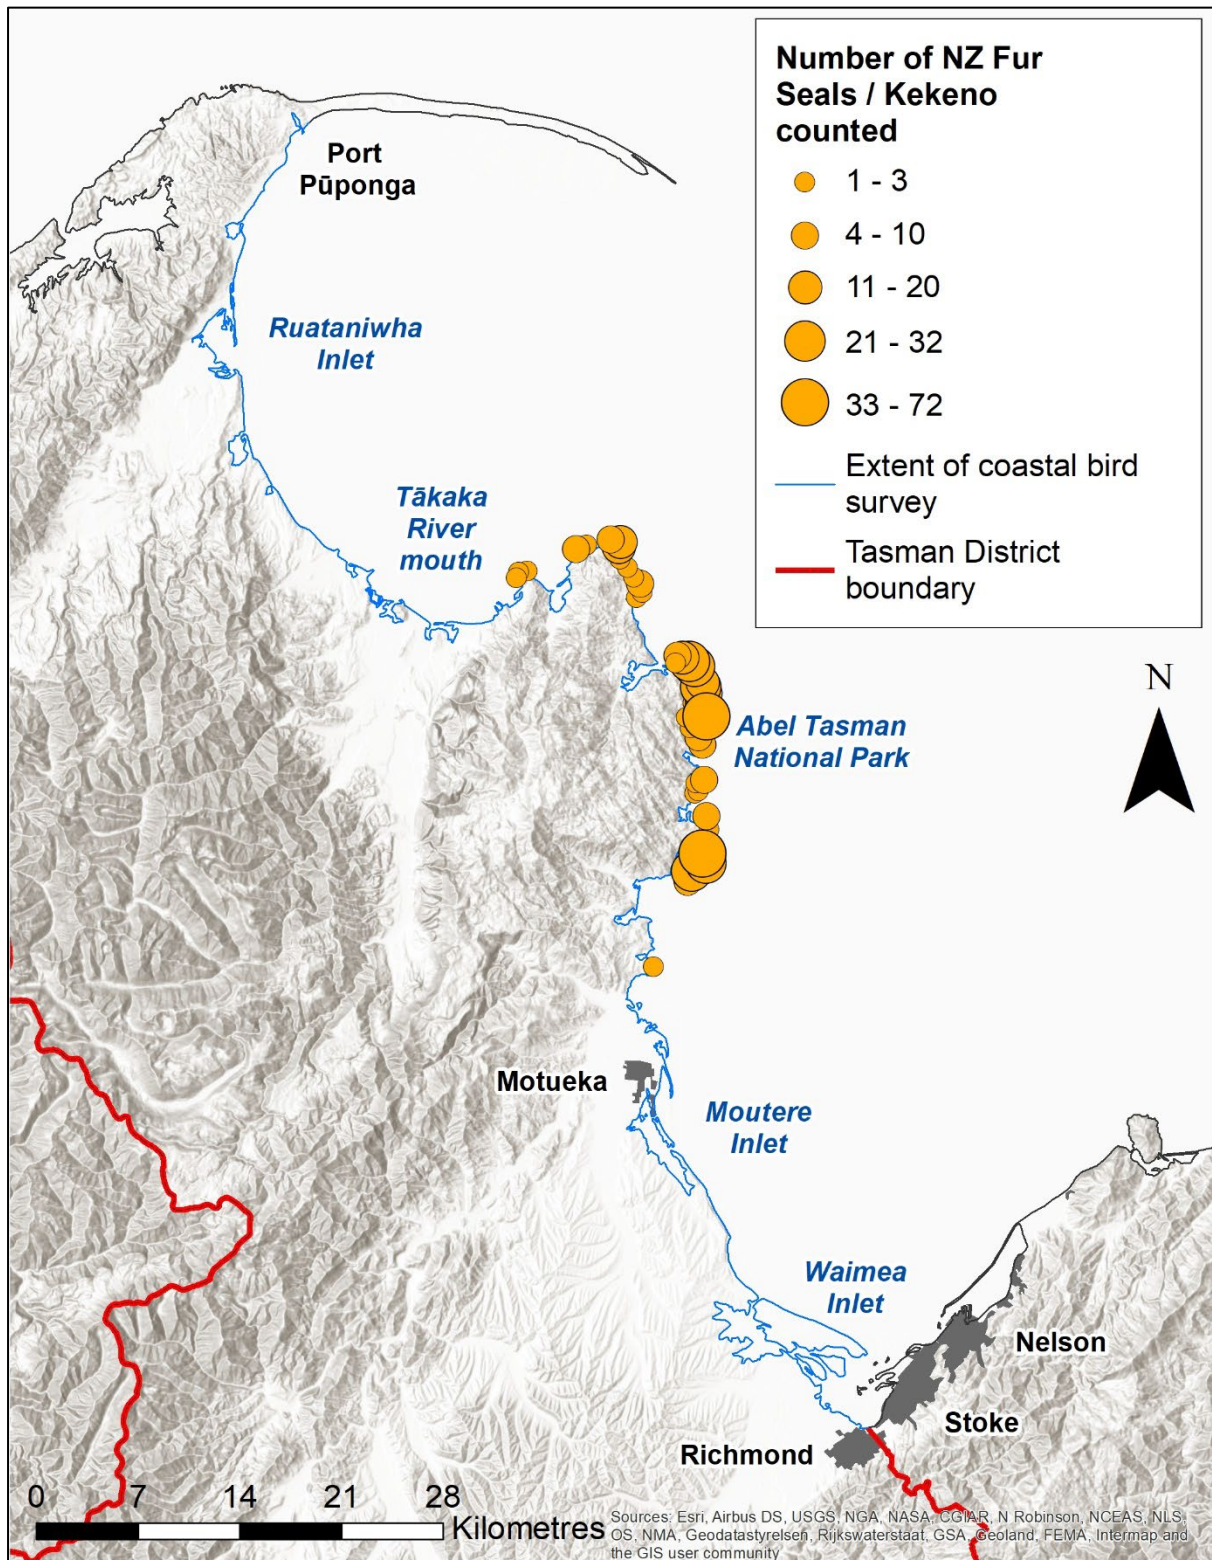 Number of NZ Fur
Seals / Kekeno
counted
1 - 3
4 - 10
11 - 20
21 - 32
33 - 72
Extent of coastal bird
survey
Tasman District
boundary
Port
Pūponga
Ruataniwha
Inlet
Tākaka
River
mouth
Abel Tasman
National Park
N
Motueka
Moutere
Inlet
Waimea
Inlet
Nelson
Stoke
Richmond
0 7 14 21 28
Kilometres
Sources: Esri, Airbus DS, USGS, NGA, NASA, CGIAR, N Robinson, NCEAS, NLS,
OS, NMA, Geodatastyrelsen, Rijkswaterstaat, GSA, Geoland, FEMA, Intermap and
the GIS user community